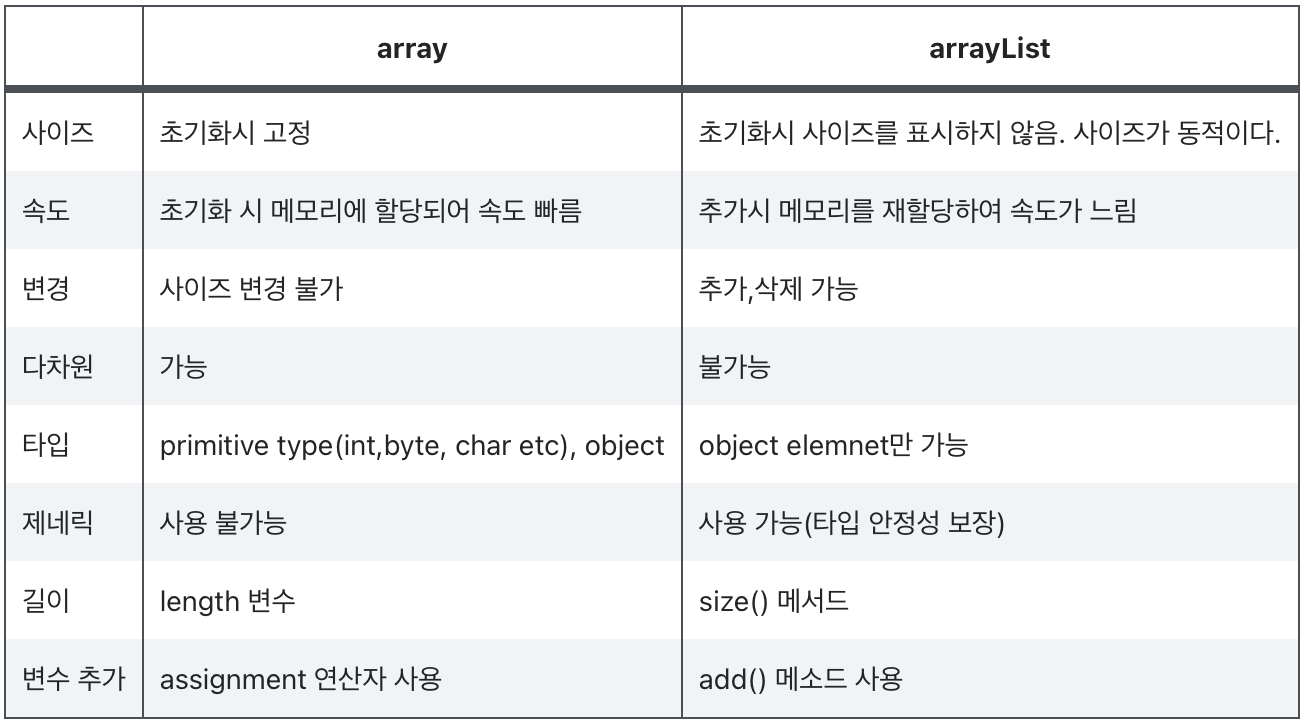 array arrayList
사이즈 초기화시 고정 초기화시 사이즈를 표시하지 않음. 사이즈가 동적이다.
속도 초기화 시 메모리에 할당되어 속도 빠름 추가시 메모리를 재할당하여 속도가 느림
변경 사이즈 변경 불가 추가,삭제 가능
다차원 가능 불가능
타입 primitive type(int,byte, char etc), object object elemnet만 가능
제네릭 사용 불가능 사용 가능(타입 안정성 보장)
길이 length 변수 size() 메서드
변수 추가 assignment 연산자 사용 add() 메소드 사용